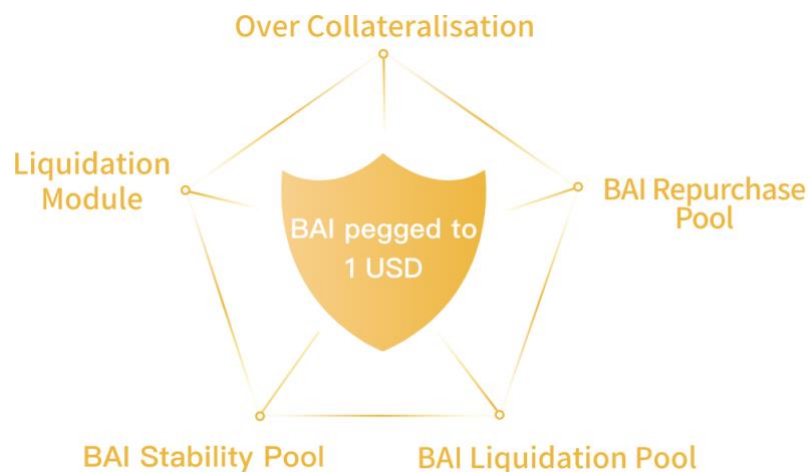 Over Collateralisation
Liquidation
Module
BAI Repurchase
Pool
BAI pegged to
1 USD
BAI Stability Pool
BAI Liquidation Pool